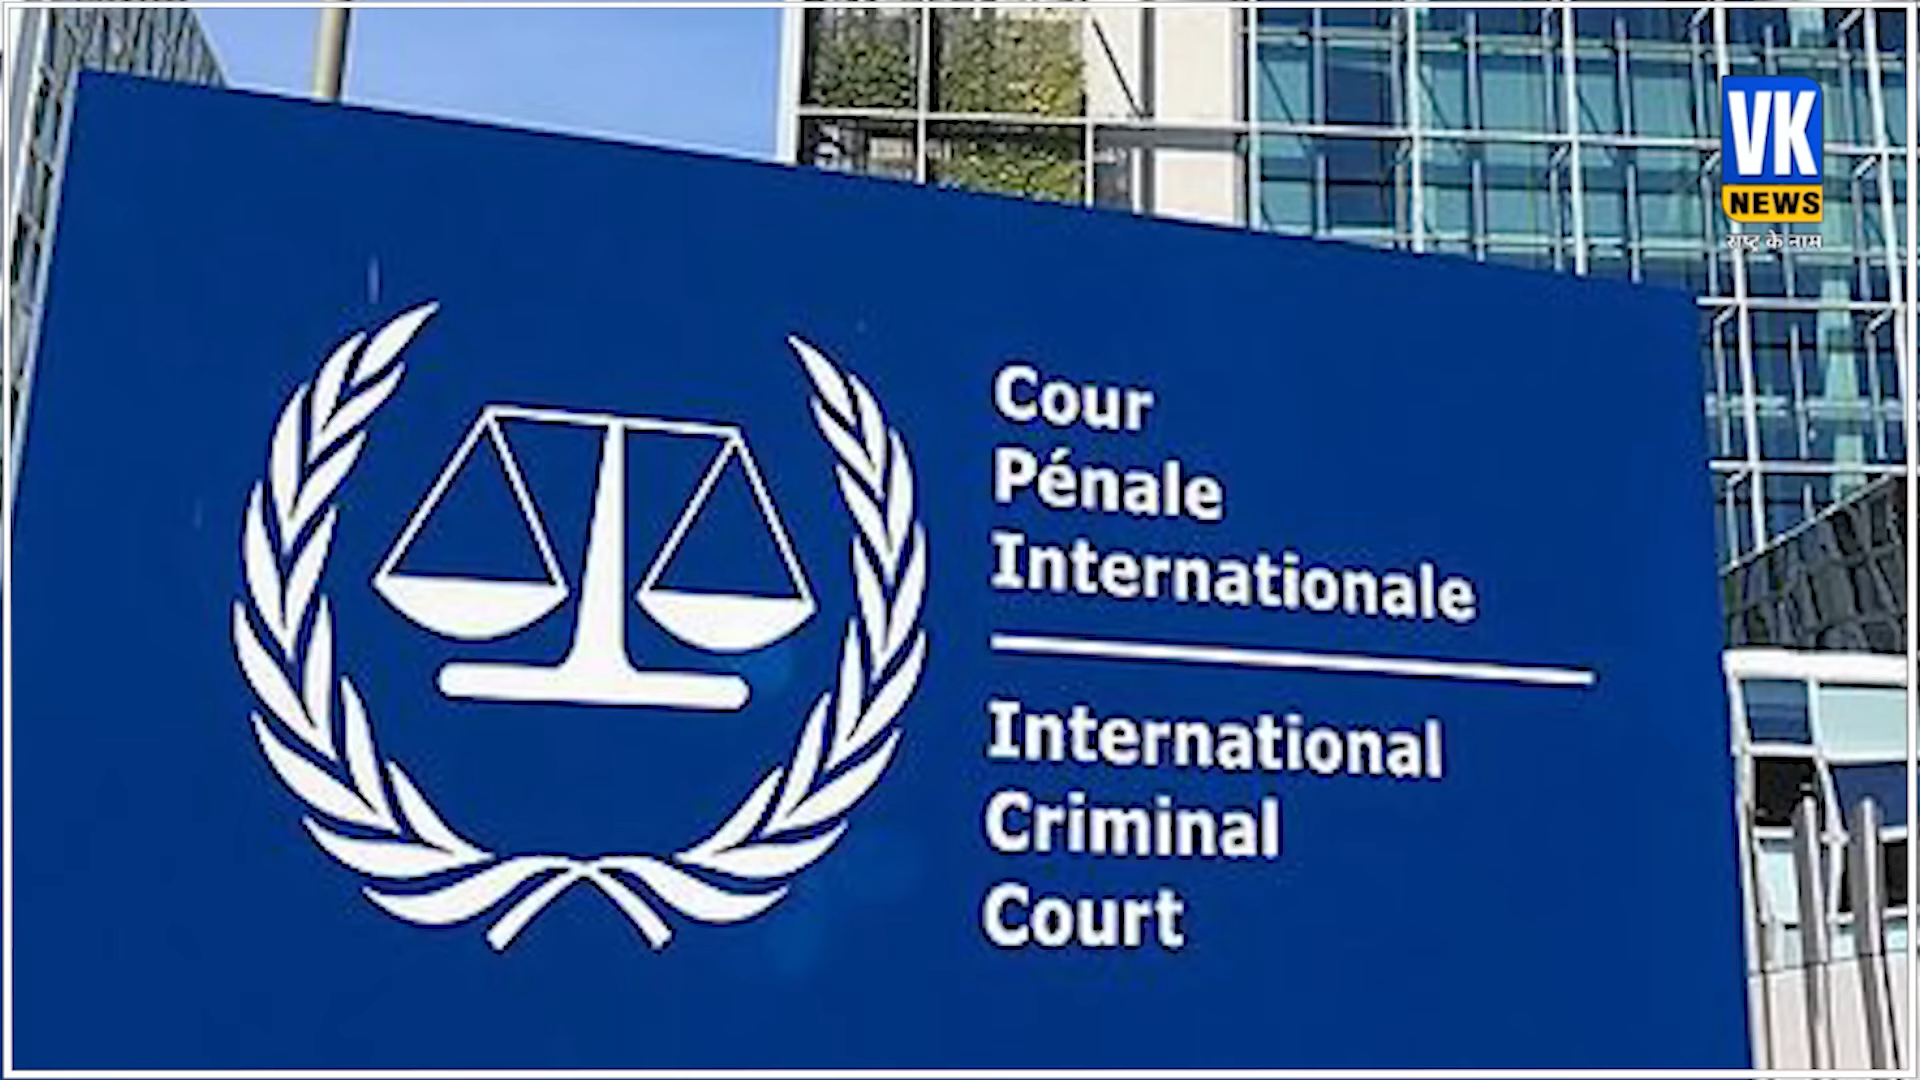 VK
NEWS
राष्ट्र के नाम
Cour
Pénale
Internationale
International
Criminal
Court